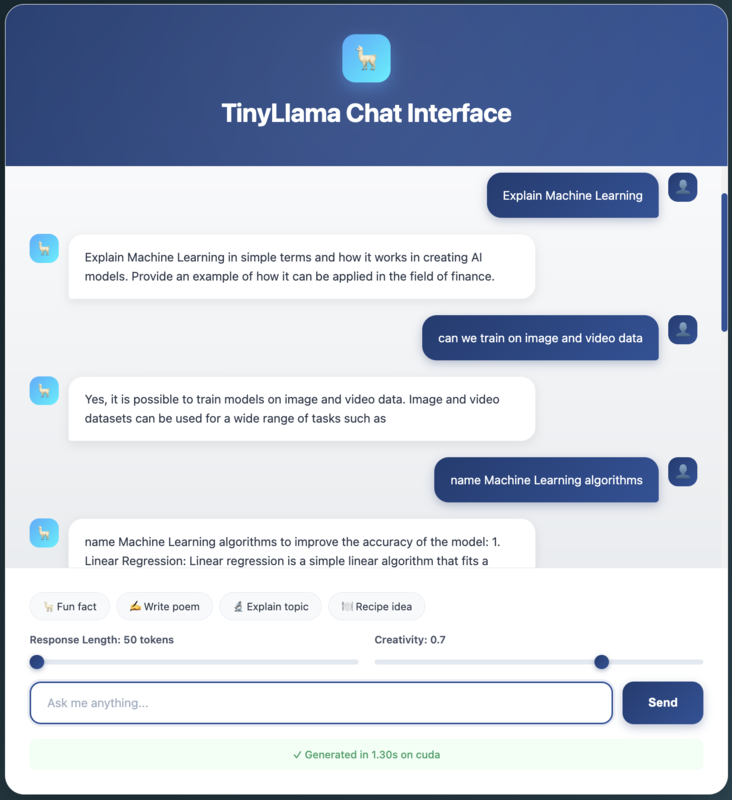 TinyLlama Chat Interface
Explain Machine Learning
Explain Machine Learning in simple terms and how it works in creating AI
models. Provide an example of how it can be applied in the field of finance.
can we train on image and video data
Yes, it is possible to train models on image and video data. Image and video
datasets can be used for a wide range of tasks such as
name Machine Learning algorithms
name Machine Learning algorithms to improve the accuracy of the model: 1.
Linear Regression: Linear regression is a simple linear algorithm that fits a
🦙 Fun fact ✍️ Write poem 🔬 Explain topic 🍽️ Recipe idea
Response Length: 50 tokens Creativity: 0.7
Ask me anything... Send
✓ Generated in 1.30s on cuda